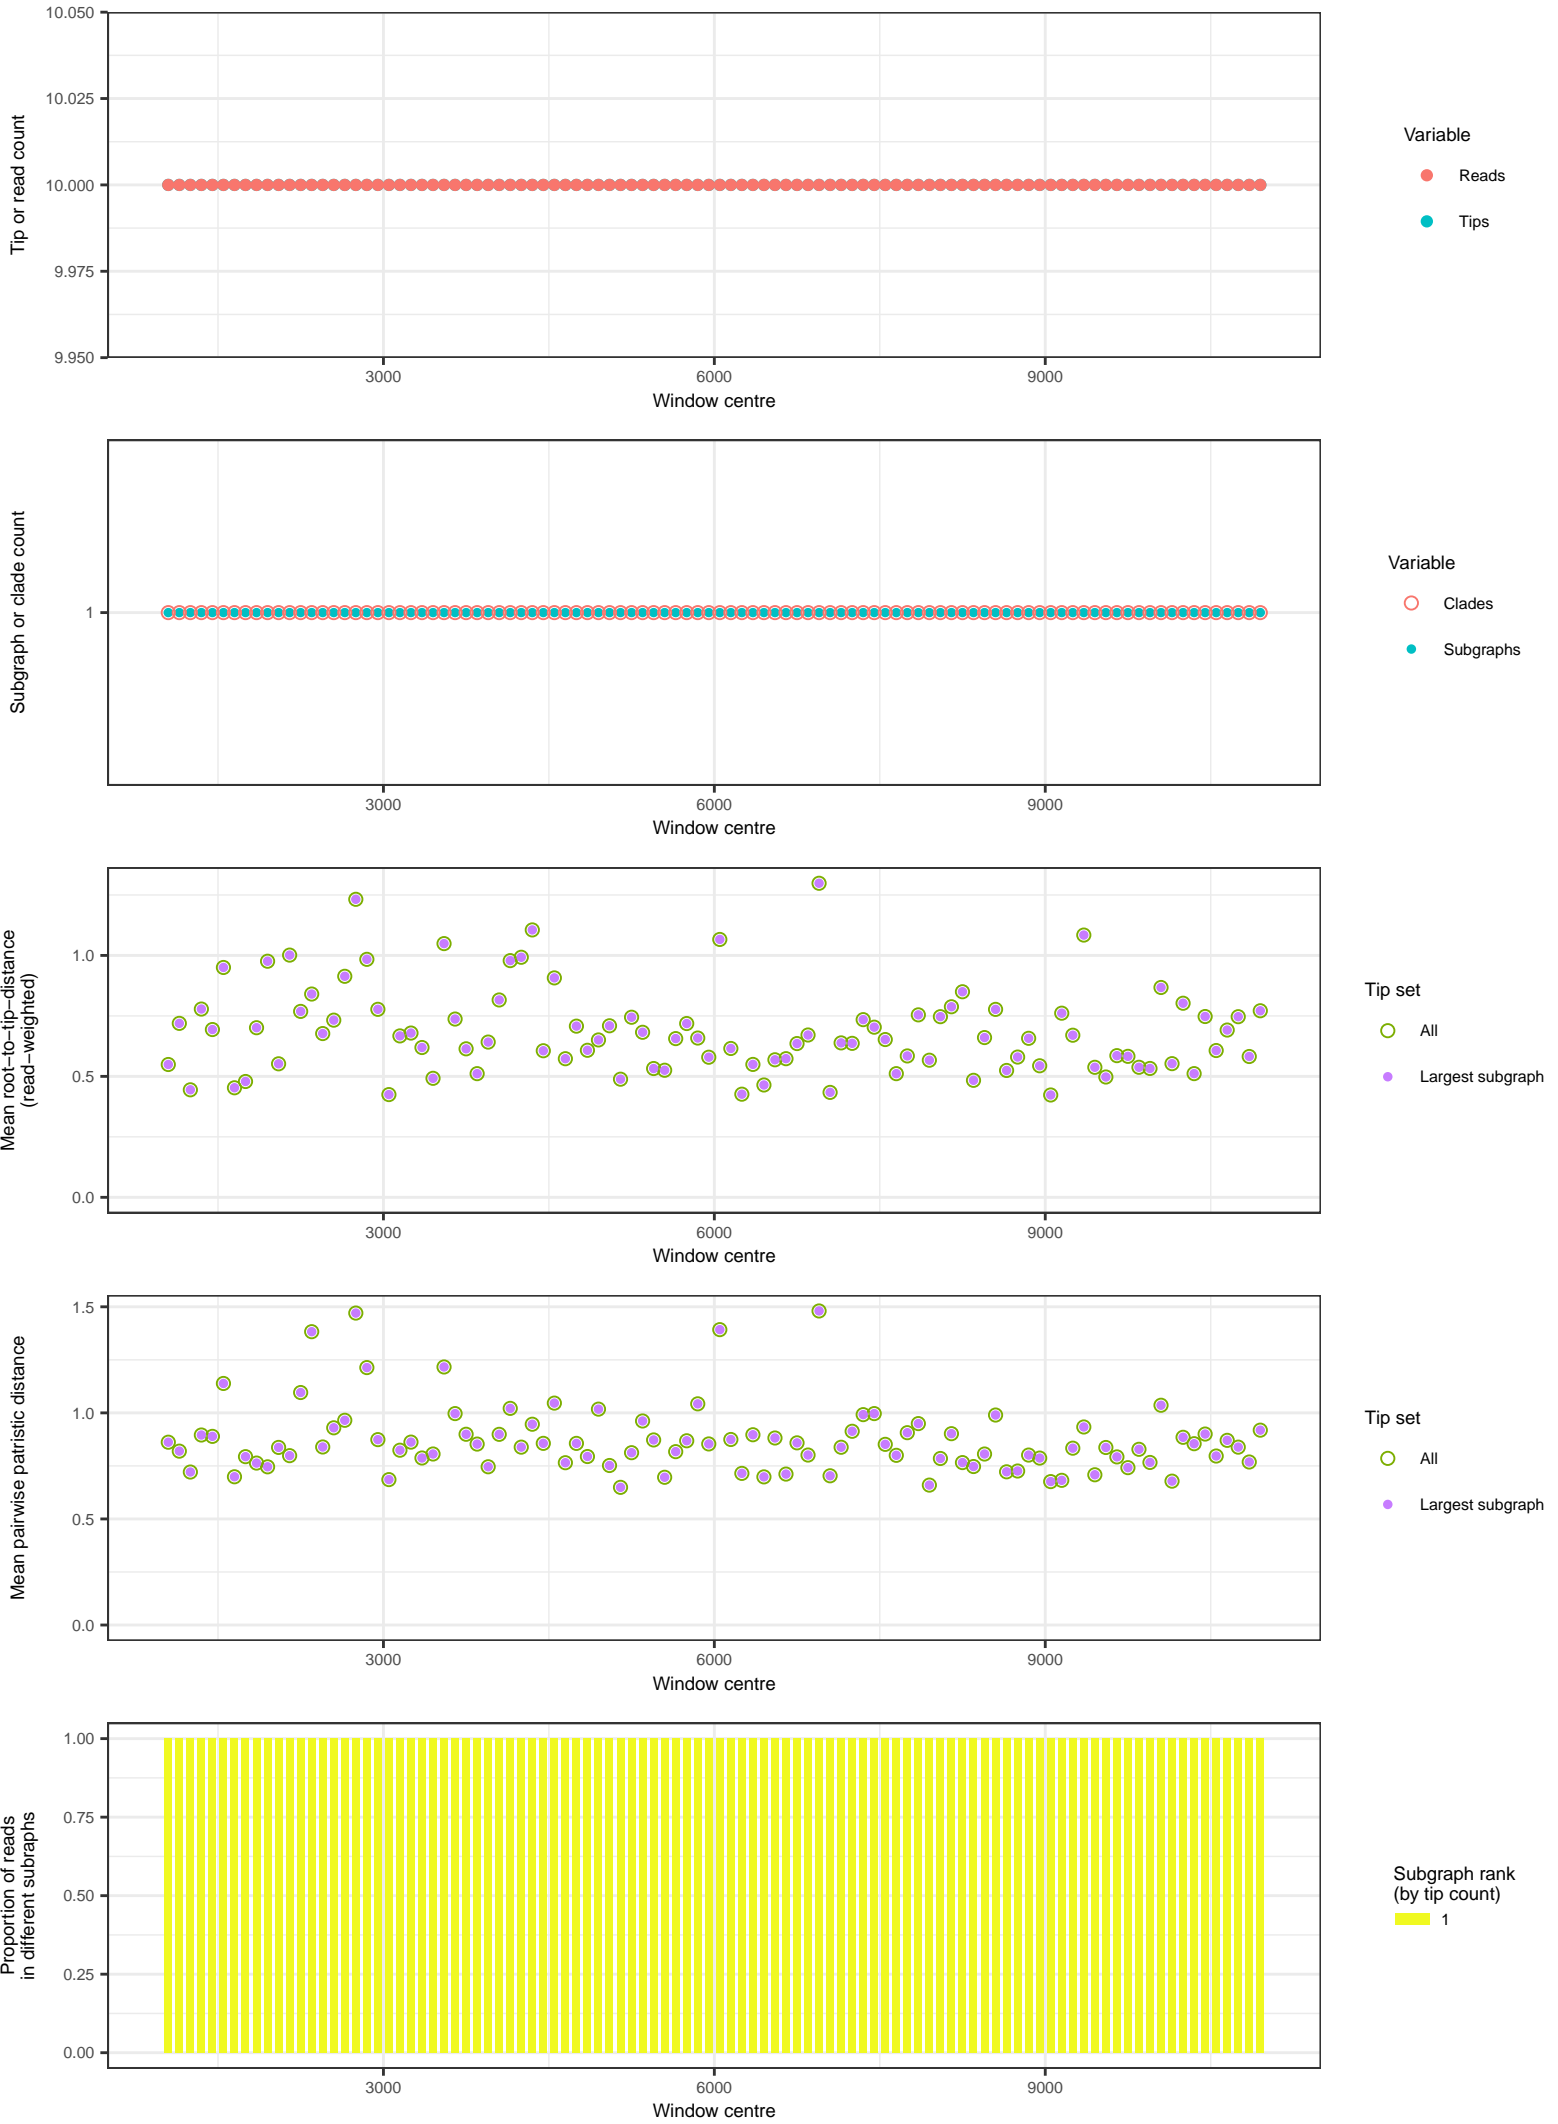 10.050
10.025
10.000
9.975
9.950
Tip or read count
3000 6000 9000
Window centre
Variable
Reads
Tips
1
Subgraph or clade count
3000 6000 9000
Window centre
Variable
Clades
Subgraphs
1.0
0.5
0.0
Mean root−to−tip−distance
(read−weighted)
3000 6000 9000
Window centre
Tip set
All
Largest subgraph
1.5
1.0
0.5
0.0
Mean pairwise patristic distance
3000 6000 9000
Window centre
Tip set
All
Largest subgraph
1.00
0.75
0.50
0.25
0.00
Proportion of reads
in different subraphs
3000 6000 9000
Window centre
Subgraph rank
(by tip count)
1